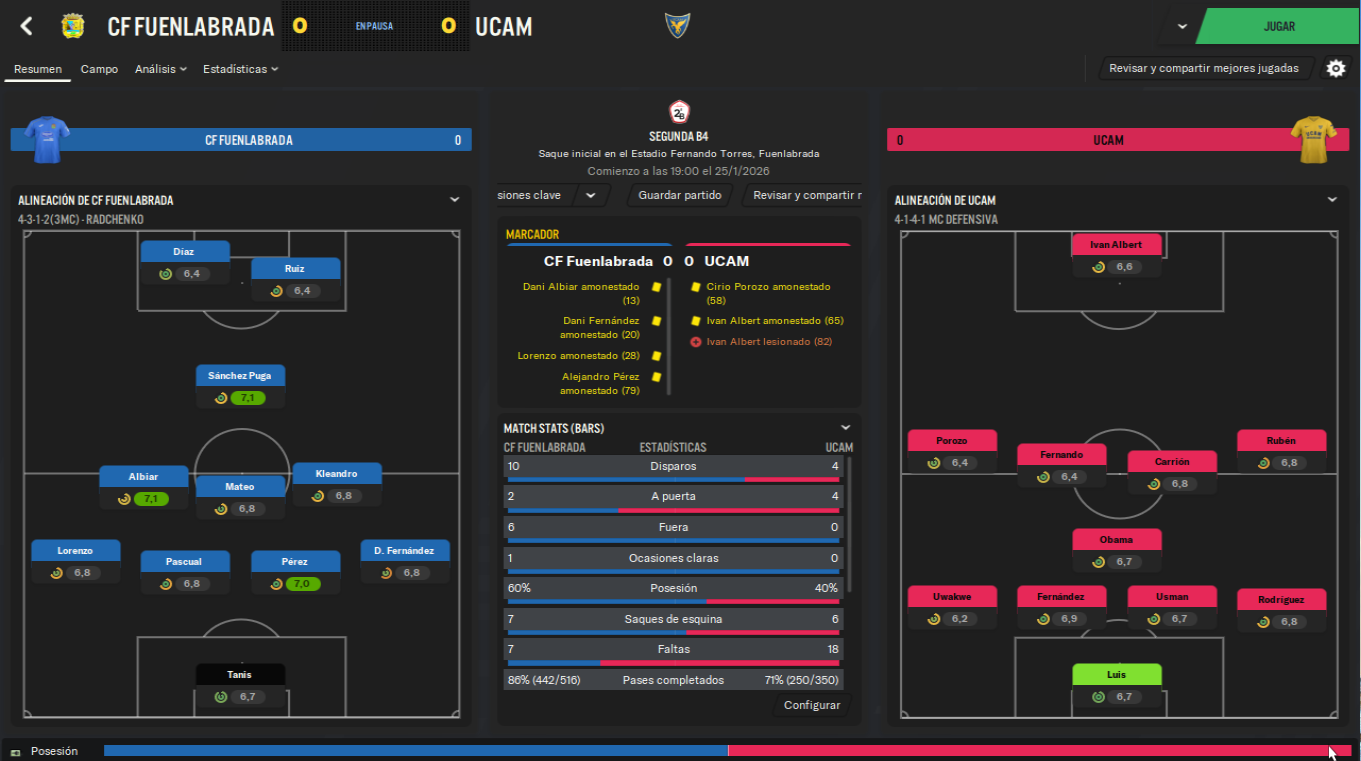 CF FUENLABRADA
0
EN PAUSA
0
UCAM
JUGAR
Resumen
Campo
Análisis
Estadísticas
Revisar y compartir mejores jugadas
CF FUENLABRADA
0
2ªB
SEGUNDA B4
Saque inicial en el Estadio Fernando Torres, Fuenlabrada
Comienzo a las 19:00 el 25/1/2026
siones clave
Guardar partido
Revisar y compartir r
0
UCAM
UCAM
ALINEACIÓN DE CF FUENLABRADA
4-3-1-2(3MC) - RADCHENKO
Díaz
6,4
Ruiz
6,4
Sánchez Puga
7,1
Albiar
7,1
Mateo
6,8
Kleandro
6,8
Lorenzo
6,8
Pascual
6,8
Pérez
7,0
D. Fernández
6,8
Tanis
6,7
MARCADOR
CF Fuenlabrada 0 0 UCAM
Dani Albiar amonestado
(13)
Dani Fernández
amonestado (20)
Lorenzo amonestado (28)
Alejandro Pérez
amonestado (79)
Cirio Porozo amonestado
(58)
Ivan Albert amonestado (65)
Ivan Albert lesionado (82)
MATCH STATS (BARS)
CF FUENLABRADA ESTADÍSTICAS UCAM
10 Disparos 4
2 A puerta 4
6 Fuera 0
1 Ocasiones claras 0
60% Posesión 40%
7 Saques de esquina 6
7 Faltas 18
86% (442/516) Pases completados 71% (250/350)
Configurar
ALINEACIÓN DE UCAM
4-1-4-1 MC DEFENSIVA
Ivan Albert
6,6
Porozo
6,4
Fernando
6,4
Carrión
6,8
Rubén
6,8
Obama
6,7
Uwakwe
6,2
Fernández
6,9
Usman
6,7
Rodríguez
6,8
Luis
6,7
Posesión